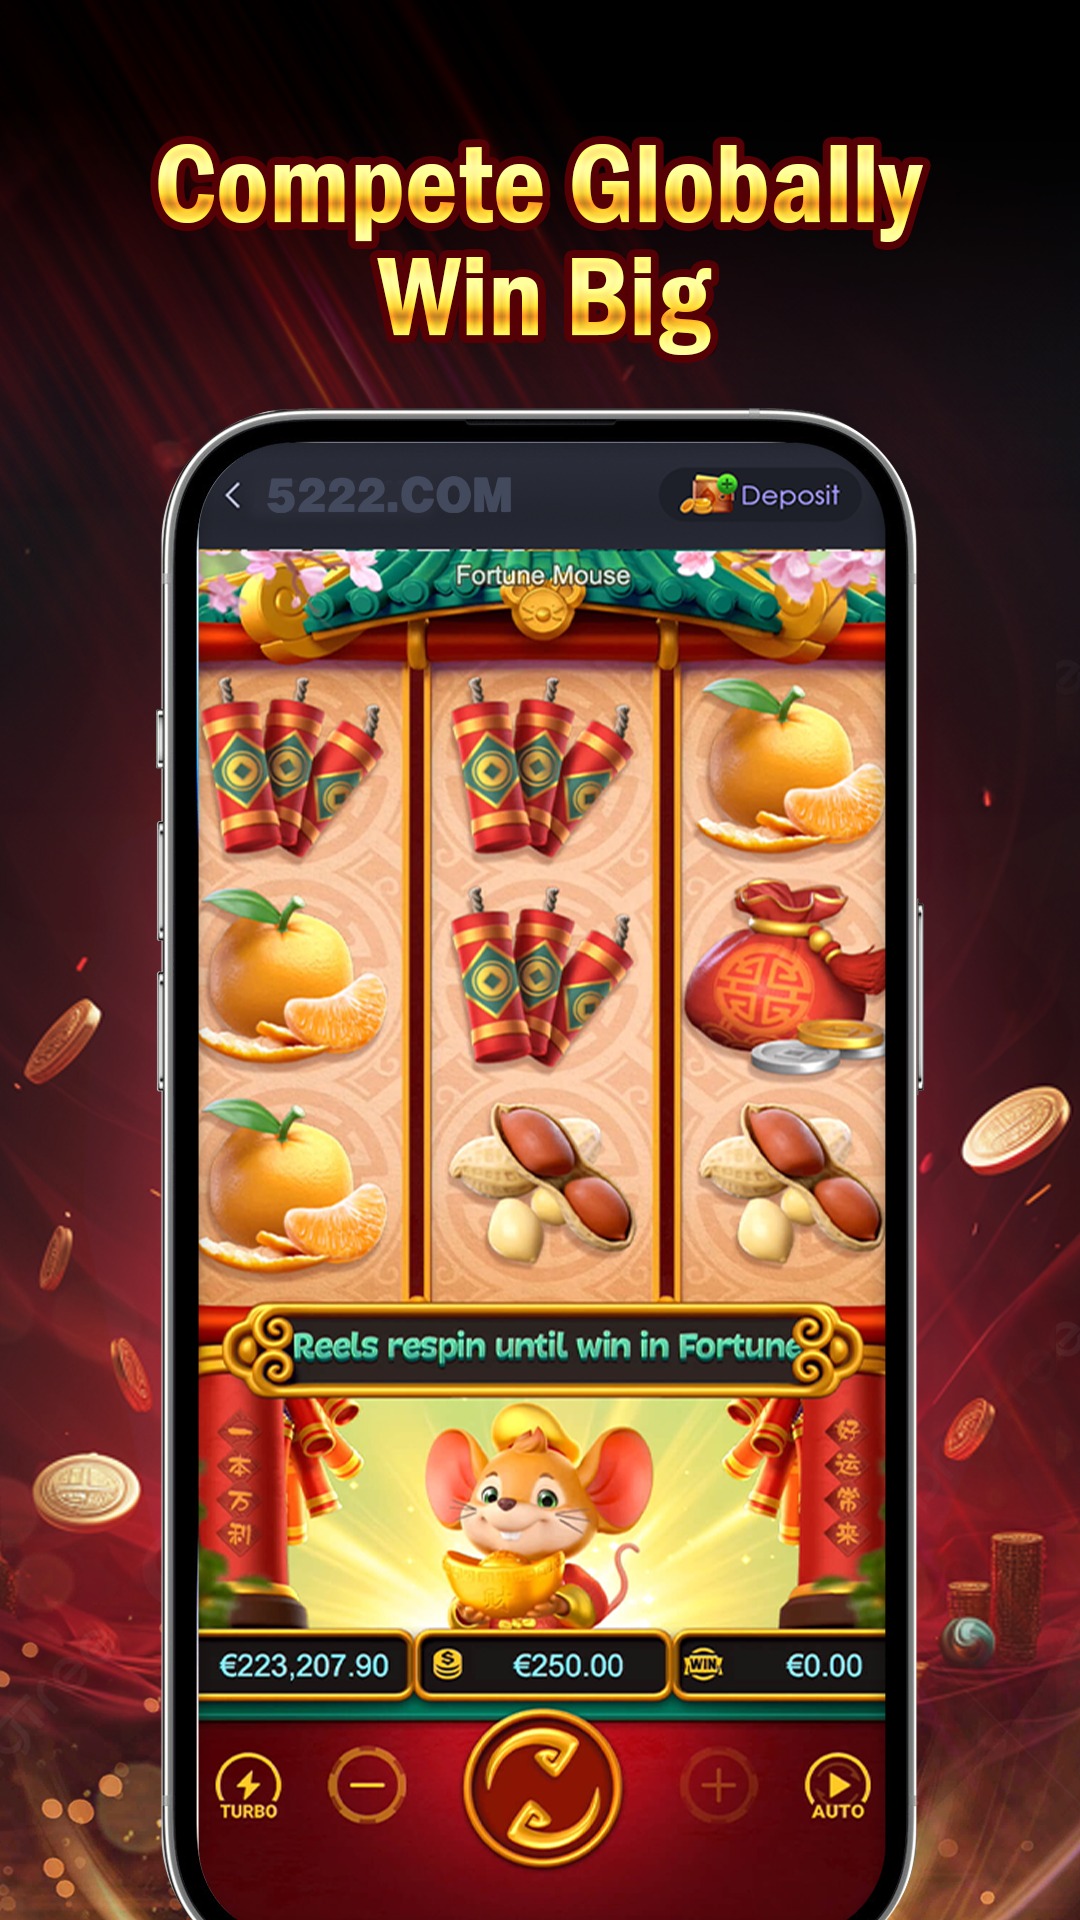 Compete Globally
Win Big
5222.COM
Deposit
Fortune Mouse
Reels respin until win in Fortune
一本万利
好运常来
财
€223,207.90
€250.00
WIN
€0.00
TURBO
AUTO